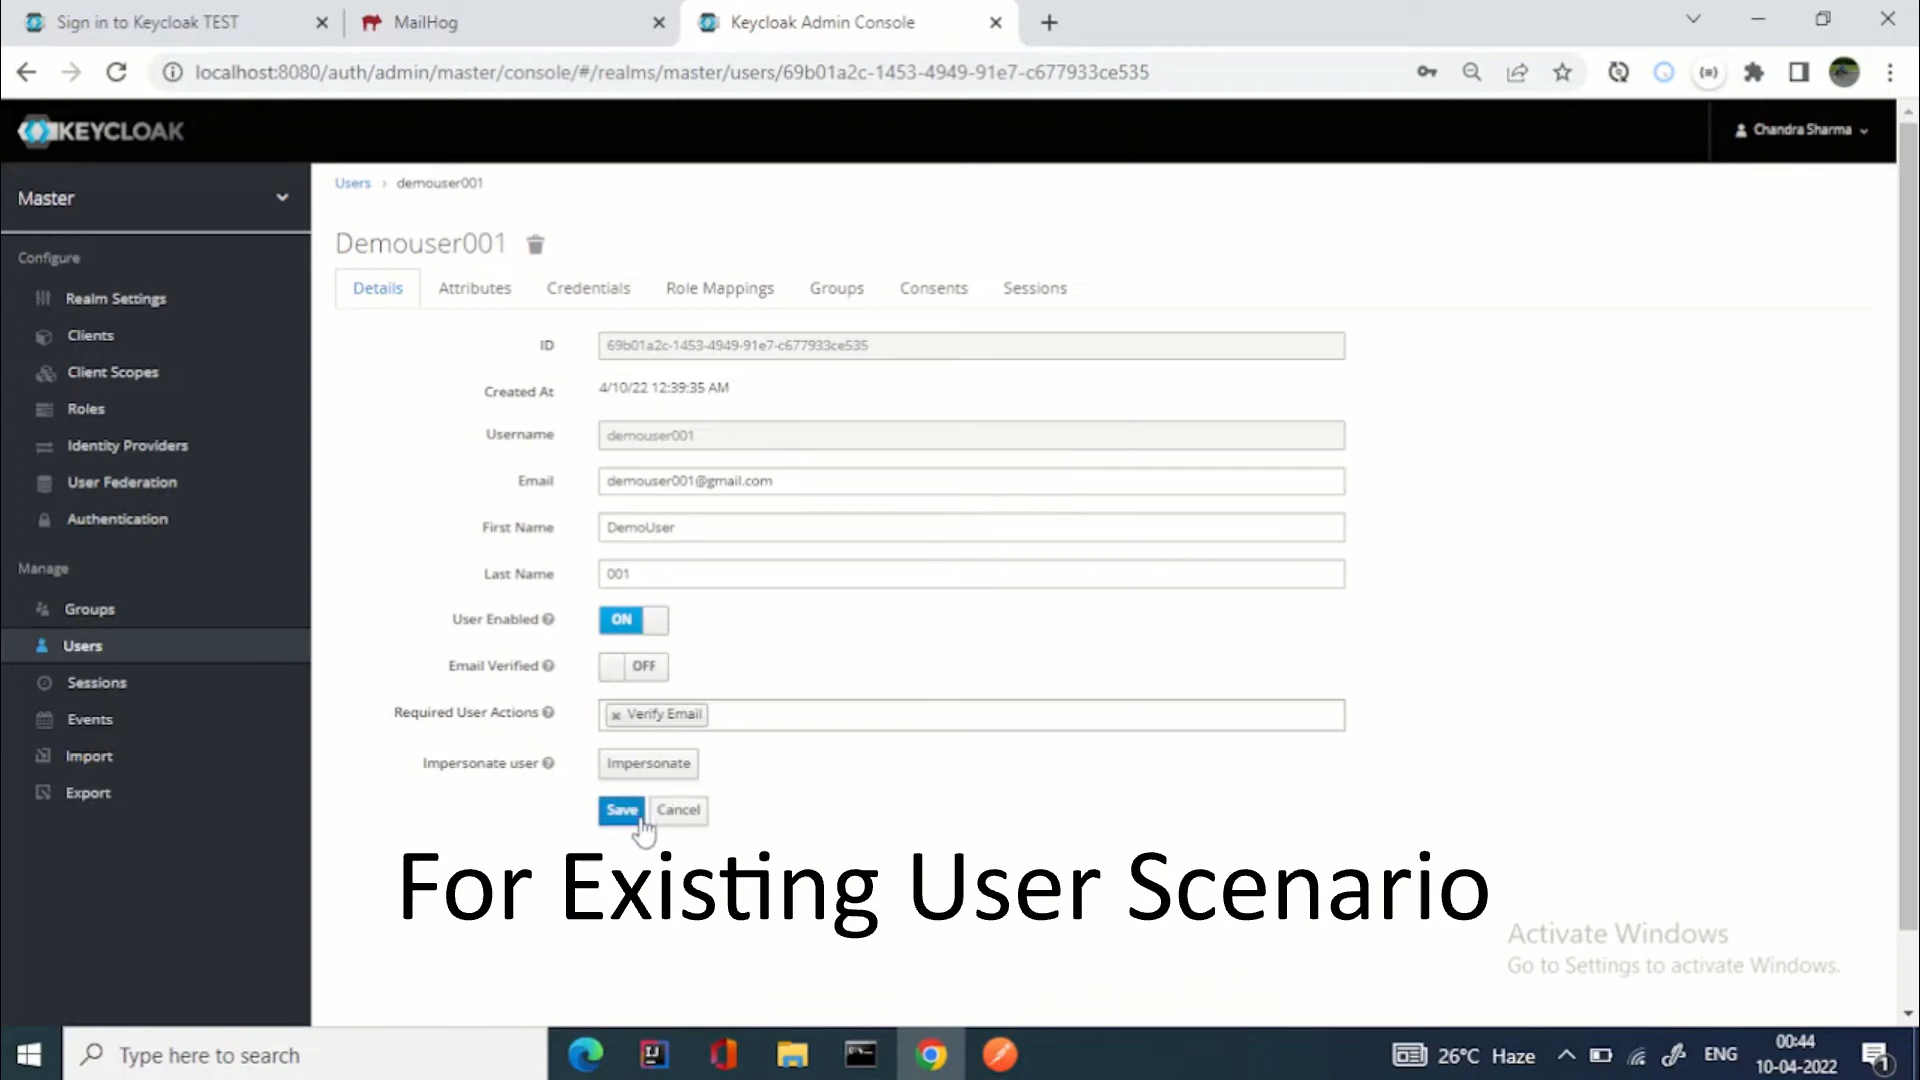 Sign in to Keycloak TEST
MailHog
Keycloak Admin Console
localhost:8080/auth/admin/master/console/#/realms/master/users/69b01a2c-1453-4949-91e7-c677933ce535
KEYCLOAK
Chandra Sharma
Master
Users > demouser001
Configure
Demouser001
Details Attributes Credentials Role Mappings Groups Consents Sessions
Realm Settings
Clients
Client Scopes
Roles
Identity Providers
User Federation
Authentication
Manage
Groups
Users
Sessions
Events
Import
Export
ID 69b01a2c-1453-4949-91e7-c677933ce535
Created At 4/10/22 12:39:35 AM
Username demouser001
Email demouser001@gmail.com
First Name DemoUser
Last Name 001
User Enabled ON
Email Verified OFF
Required User Actions × Verify Email
Impersonate user Impersonate
Save Cancel
For Existing User Scenario
Activate Windows
Go to Settings to activate Windows.
Type here to search
26°C Haze
ENG
00:44
10-04-2022
1